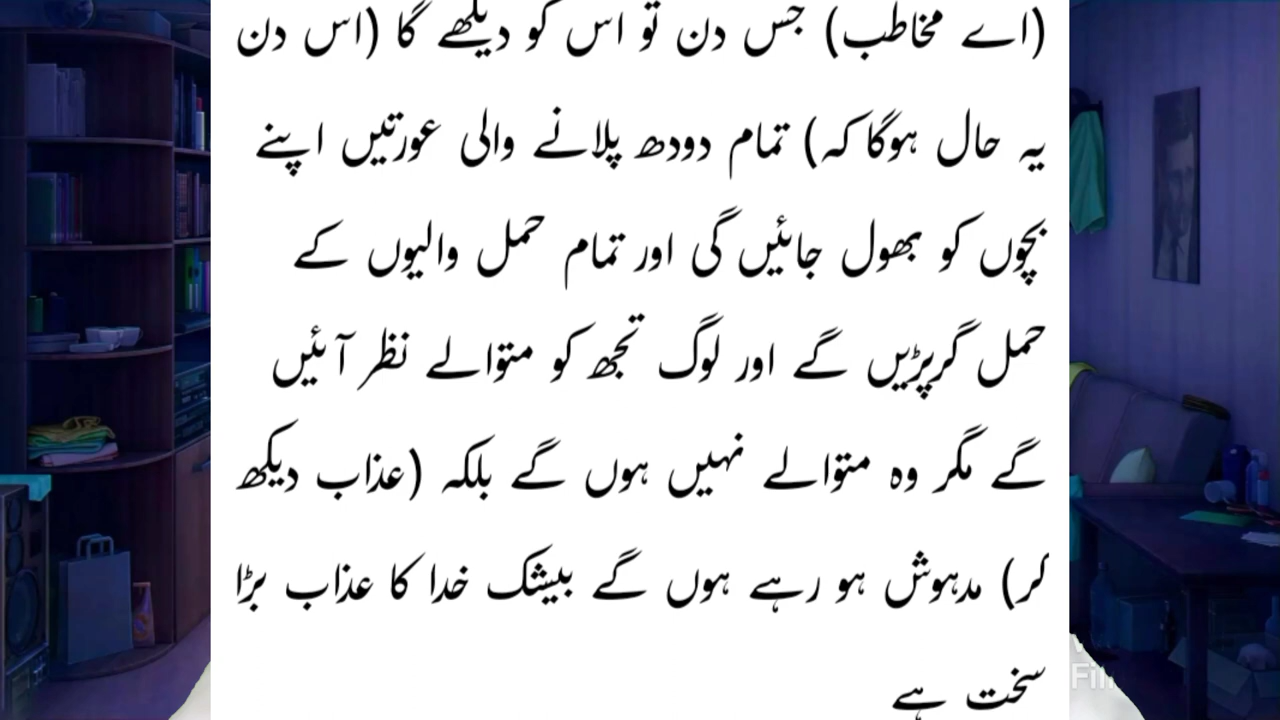 (اے مخاطب) جس دن تو اس کو دیکھے گا (اس دن
یہ حال ہوگا کہ) تمام دودھ پلانے والی عورتیں اپنے
بچوں کو بھول جائیں گی اور تمام حمل والیوں کے
حمل گرپڑیں گے اور لوگ تجھ کو متوالے نظر آئیں
گے مگر وہ متوالے نہیں ہوں گے بلکہ (عذاب دیکھ
کر) مدہوش ہو رہے ہوں گے بیشک خدا کا عذاب بڑا
سخت ہے